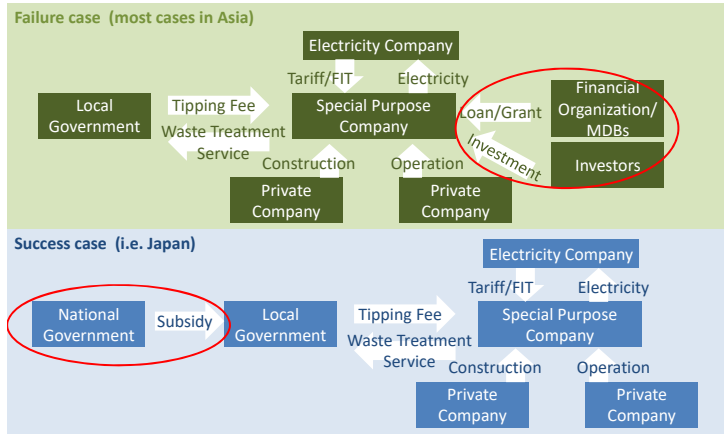 Failure case (most cases in Asia)
Electricity Company
Tariff/FIT
Electricity
Local
Government
Tipping Fee
Waste Treatment
Service
Special Purpose
Company
Loan/Grant
Financial
Organization/
MDBs
Investment
Investors
Construction
Operation
Private
Company
Private
Company
Success case (i.e. Japan)
Electricity Company
Tariff/FIT
Electricity
National
Government
Subsidy
Local
Government
Tipping Fee
Waste Treatment
Service
Special Purpose
Company
Construction
Operation
Private
Company
Private
Company